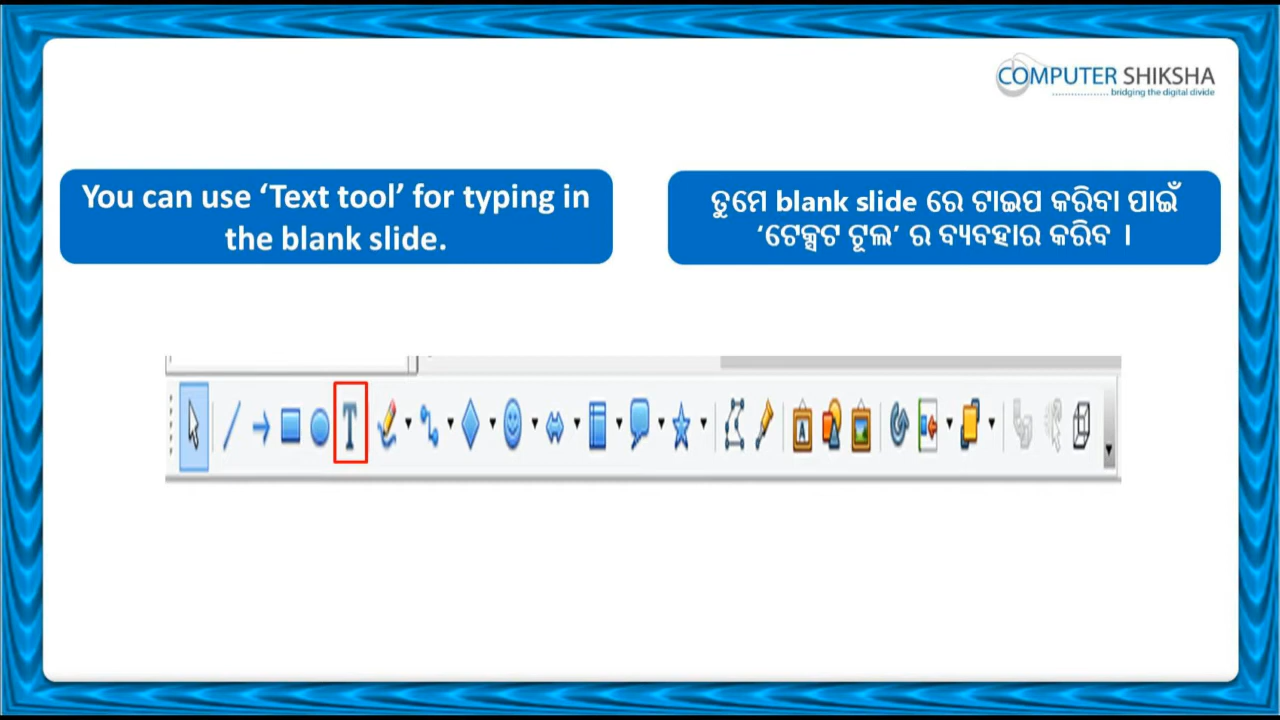 COMPUTER SHIKSHA
bridging the digital divide
You can use ‘Text tool’ for typing in
the blank slide.
ତୁମେ blank slide ରେ ଟାଇପ କରିବା ପାଇଁ
‘ଟେକ୍ସଟ ଟୂଲ’ ର ବ୍ୟବହାର କରିବ ।